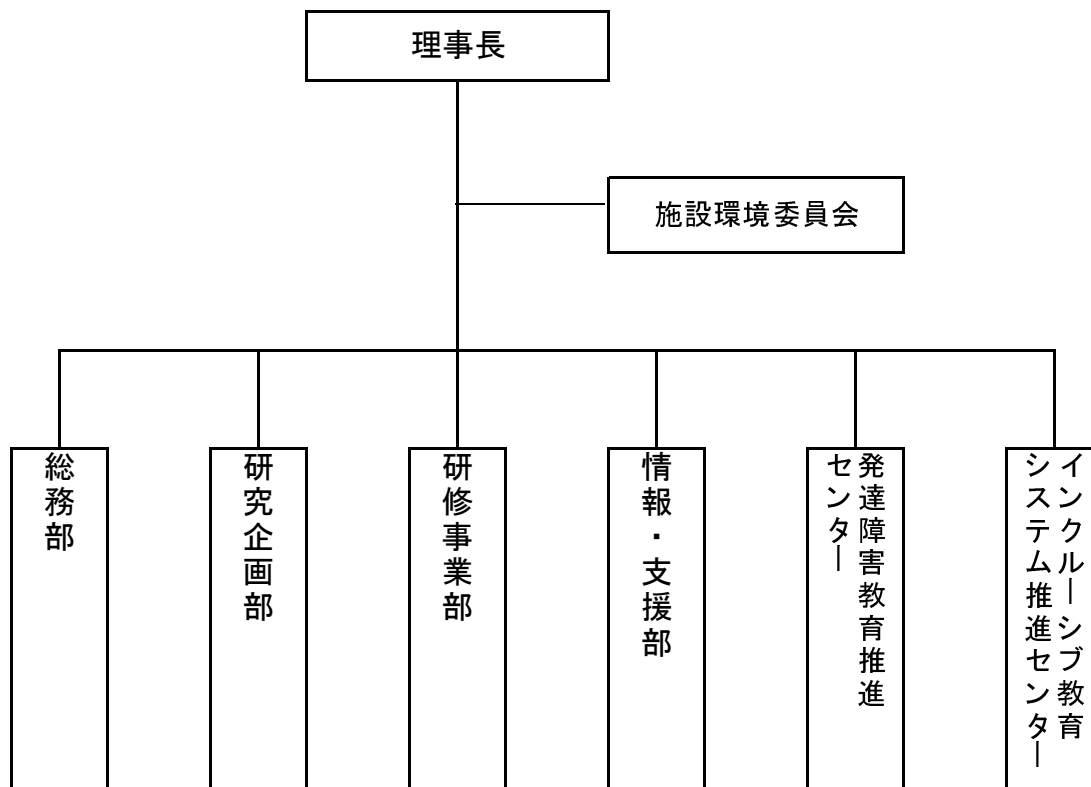 理事長
施設環境委員会
総務部
研究企画部
研修事業部
情報・支援部
発達障害教育推進
センター
インクルーシブ教育
システム推進センター